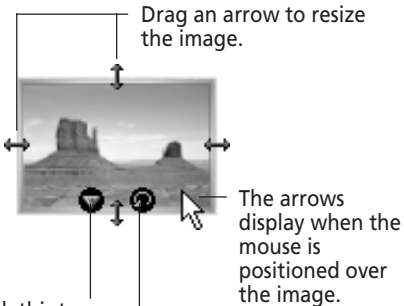 Drag an arrow to resize
the image.
The arrows
display when the
mouse is
positioned over
the image.